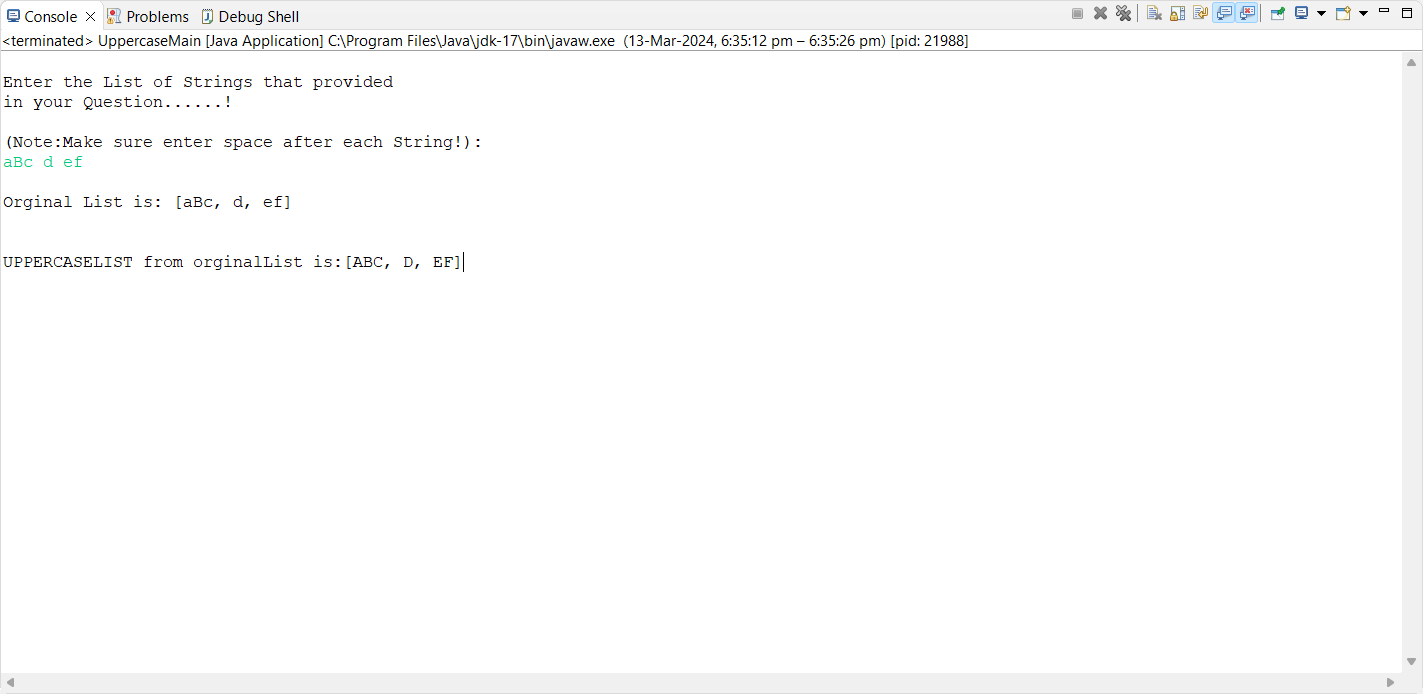 Console Problems Debug Shell
<terminated> UppercaseMain [Java Application] C:\Program Files\Java\jdk-17\bin\javaw.exe (13-Mar-2024, 6:35:12 pm – 6:35:26 pm) [pid: 21988]
Enter the List of Strings that provided
in your Question......!
(Note:Make sure enter space after each String!):
aBc d ef
Orginal List is: [aBc, d, ef]
UPPERCASELIST from orginalList is:[ABC, D, EF]